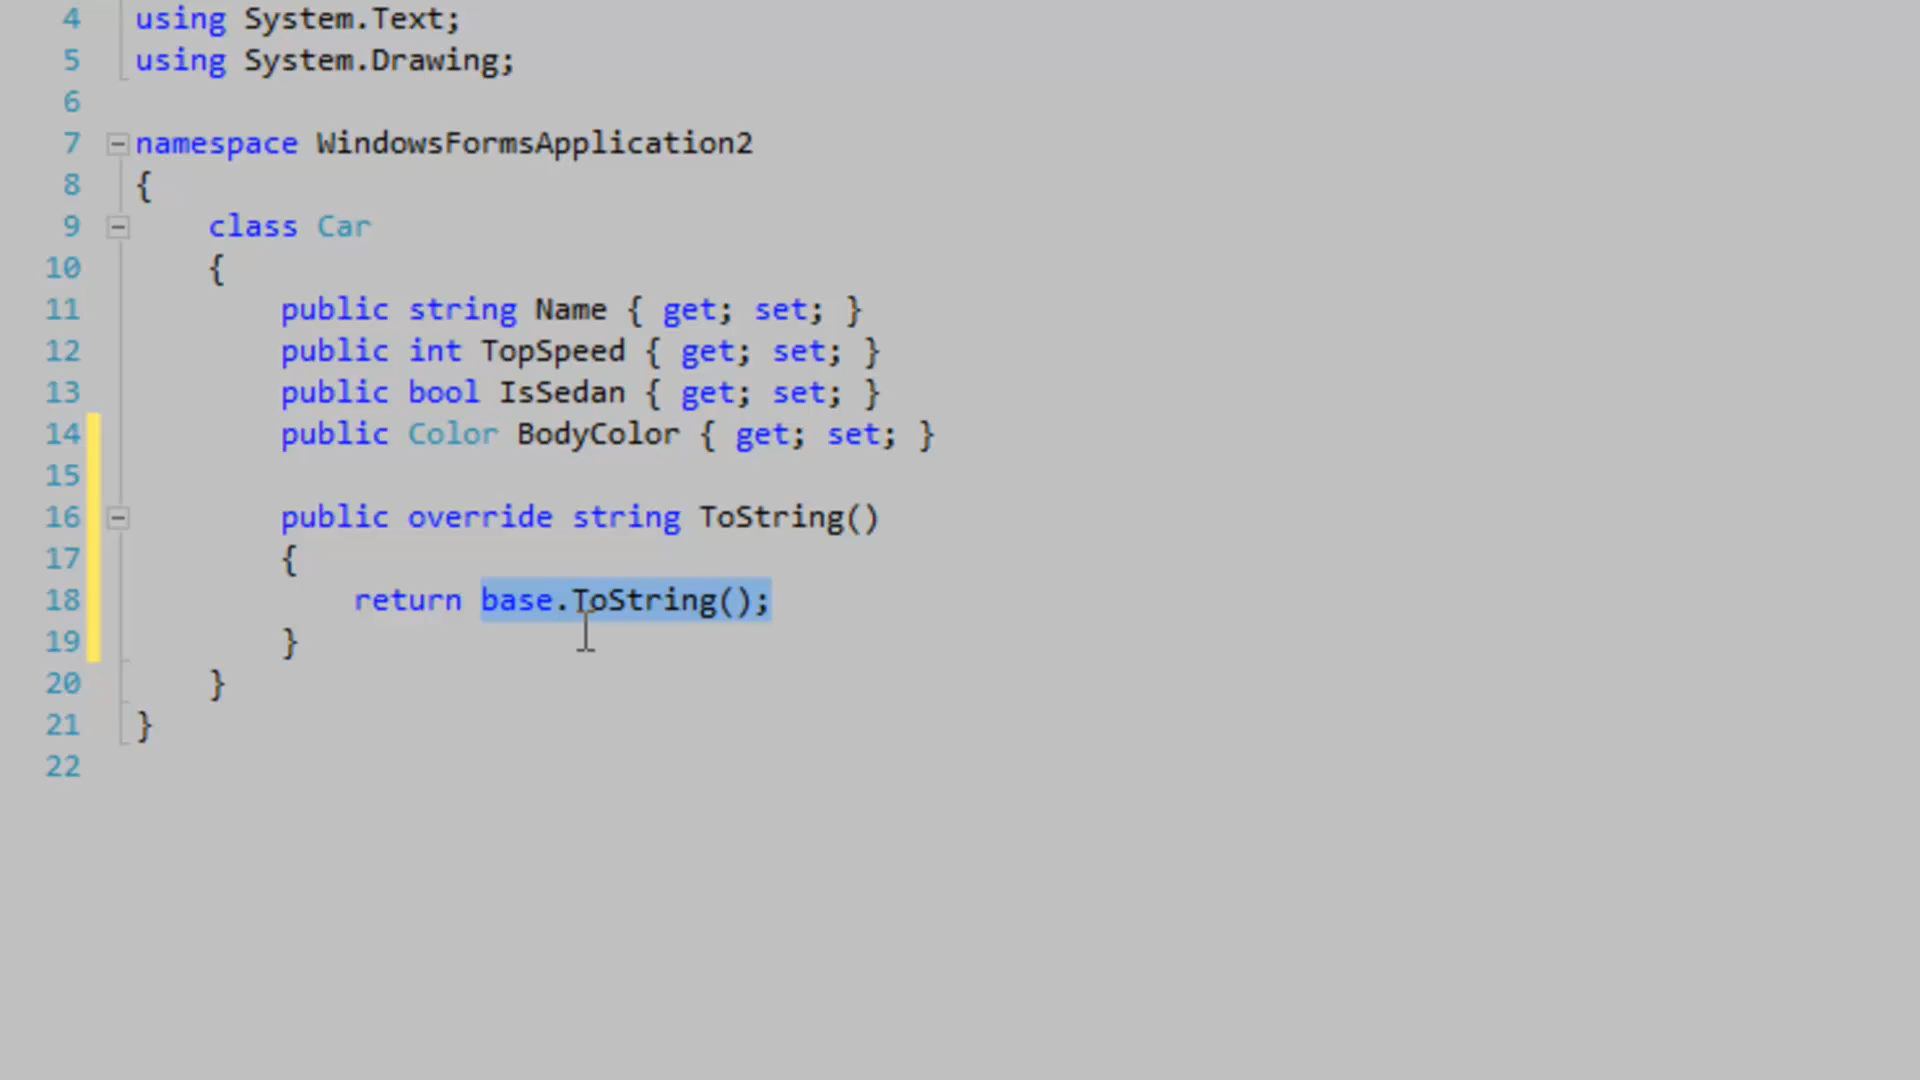 4 using System.Text;
5 using System.Drawing;
6
7 namespace WindowsFormsApplication2
8 {
9 class Car
10 {
11 public string Name { get; set; }
12 public int TopSpeed { get; set; }
13 public bool IsSedan { get; set; }
14 public Color BodyColor { get; set; }
15
16 public override string ToString()
17 {
18 return base.ToString();
19 }
20 }
21 }
22